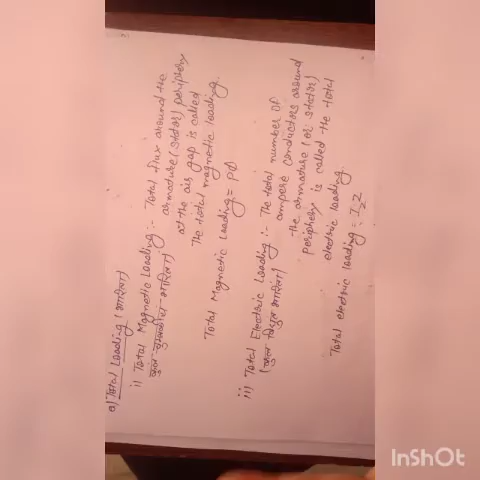 a) Total Loading (भारिता)
i) Total Magnetic Loading :- Total flux around the
(कुल चुम्बकीय भारिता) armature (stator) periphery
at the air gap is called
The total magnetic loading.
Total Magnetic Loading = PΦ
ii) Total Electric Loading :- The total number of
(कुल विद्युत भारिता) ampere conductors around
the armature (or stator)
periphery is called the total
electric loading.
Total electric loading = IzZ
InShOt